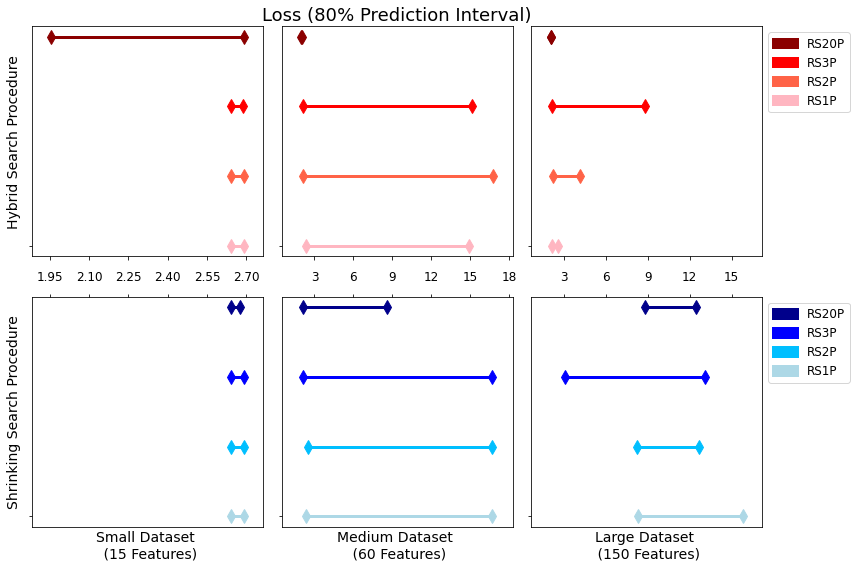 Loss (80% Prediction Interval)
Hybrid Search Procedure
RS20P
RS3P
RS2P
RS1P
1.95 2.10 2.25 2.40 2.55 2.70
3 6 9 12 15 18
3 6 9 12 15
Shrinking Search Procedure
RS20P
RS3P
RS2P
RS1P
Small Dataset
(15 Features)
Medium Dataset
(60 Features)
Large Dataset
(150 Features)